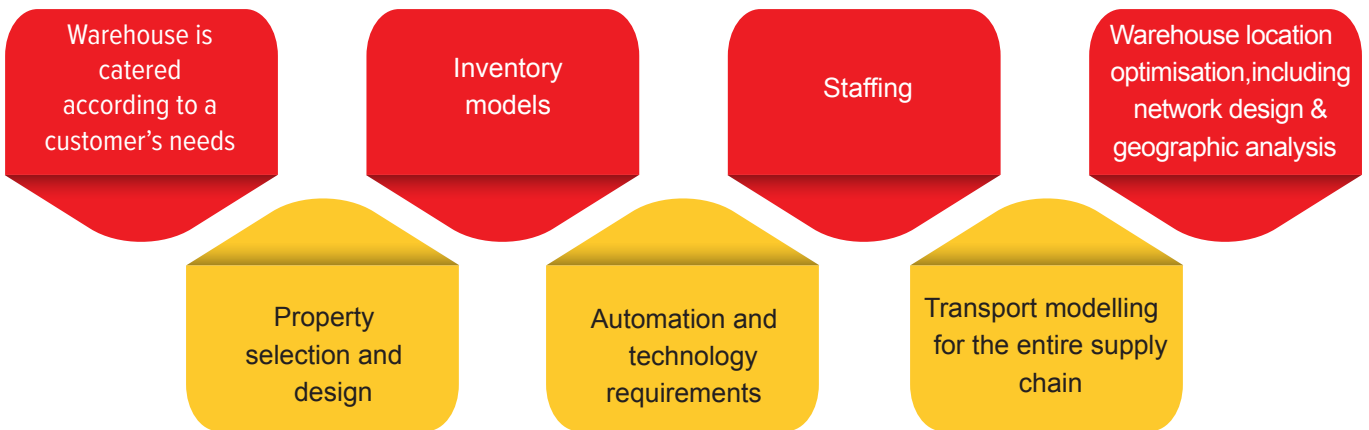 Warehouse is
catered
according to a
customer’s needs
Inventory
models
Staffing
Warehouse location
optimisation,including
network design &
geographic analysis
Property
selection and
design
Automation and
technology
requirements
Transport modelling
for the entire supply
chain